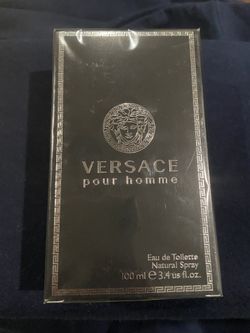 VERSACE
pour homme
Eau de Toilette
Natural Spray
100 ml ℮ 3.4 us fl.oz.